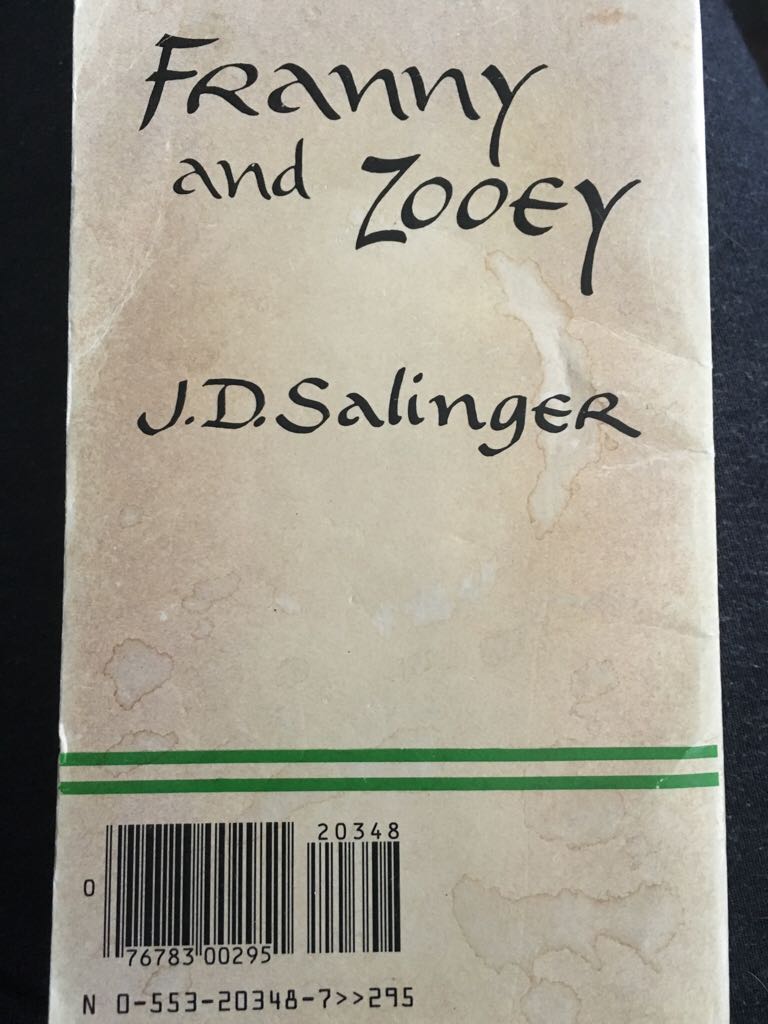 Franny
and Zooey
J.D. Salinger
20348
0
76783 00295
N 0-553-20348-7>>295